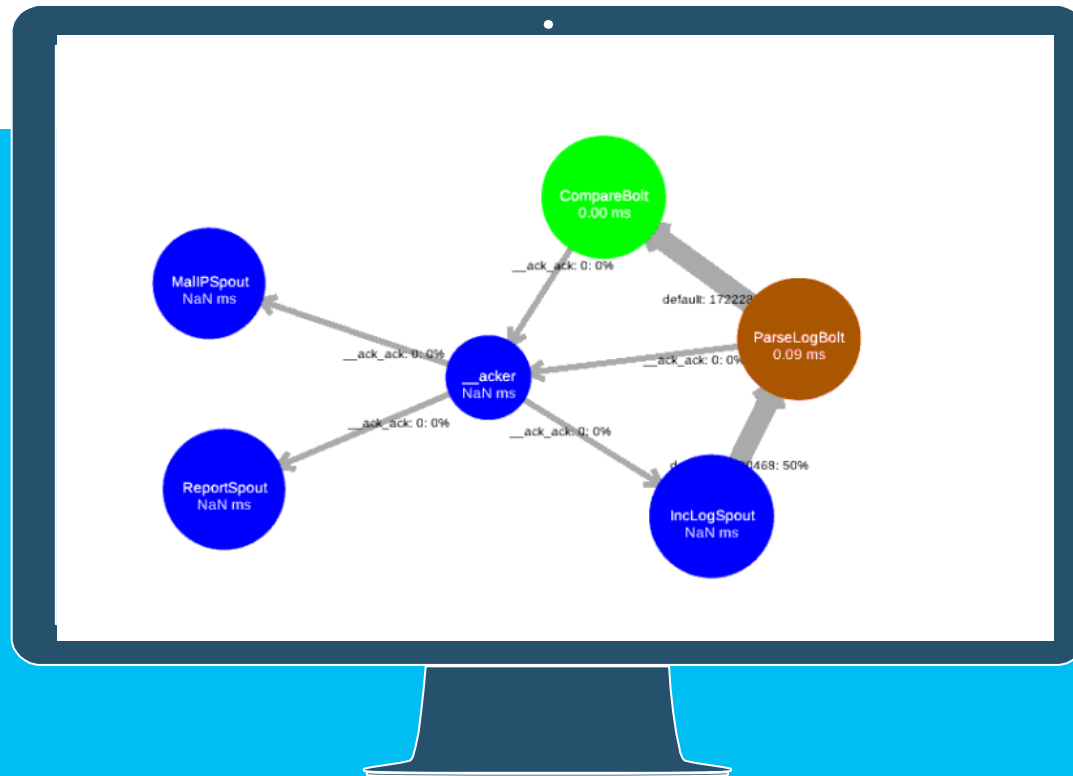 CompareBolt
0.00 ms
__ack_ack: 0: 0%
MalIPSpout
NaN ms
default: 172228
ParseLogBolt
0.09 ms
__ack_ack: 0: 0%
__ack_ack: 0: 0%
__acker
NaN ms
__ack_ack: 0: 0%
__ack_ack: 0: 0%
0468: 50%
ReportSpout
NaN ms
IncLogSpout
NaN ms